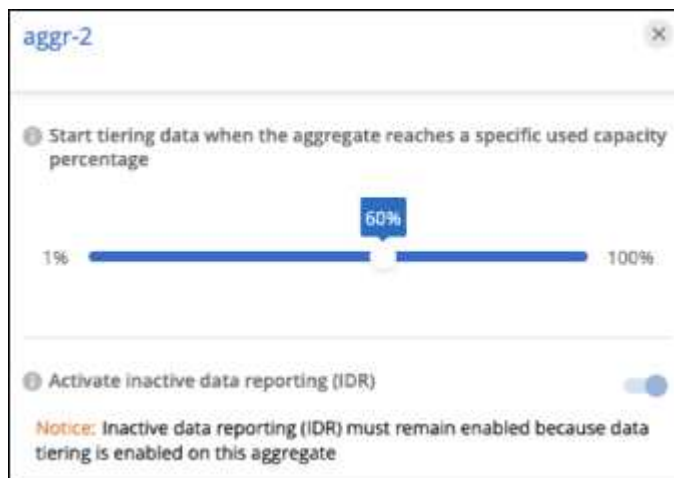 aggr-2
Start tiering data when the aggregate reaches a specific used capacity
percentage
60%
1%
100%
Activate inactive data reporting (IDR)
Notice: Inactive data reporting (IDR) must remain enabled because data
tiering is enabled on this aggregate